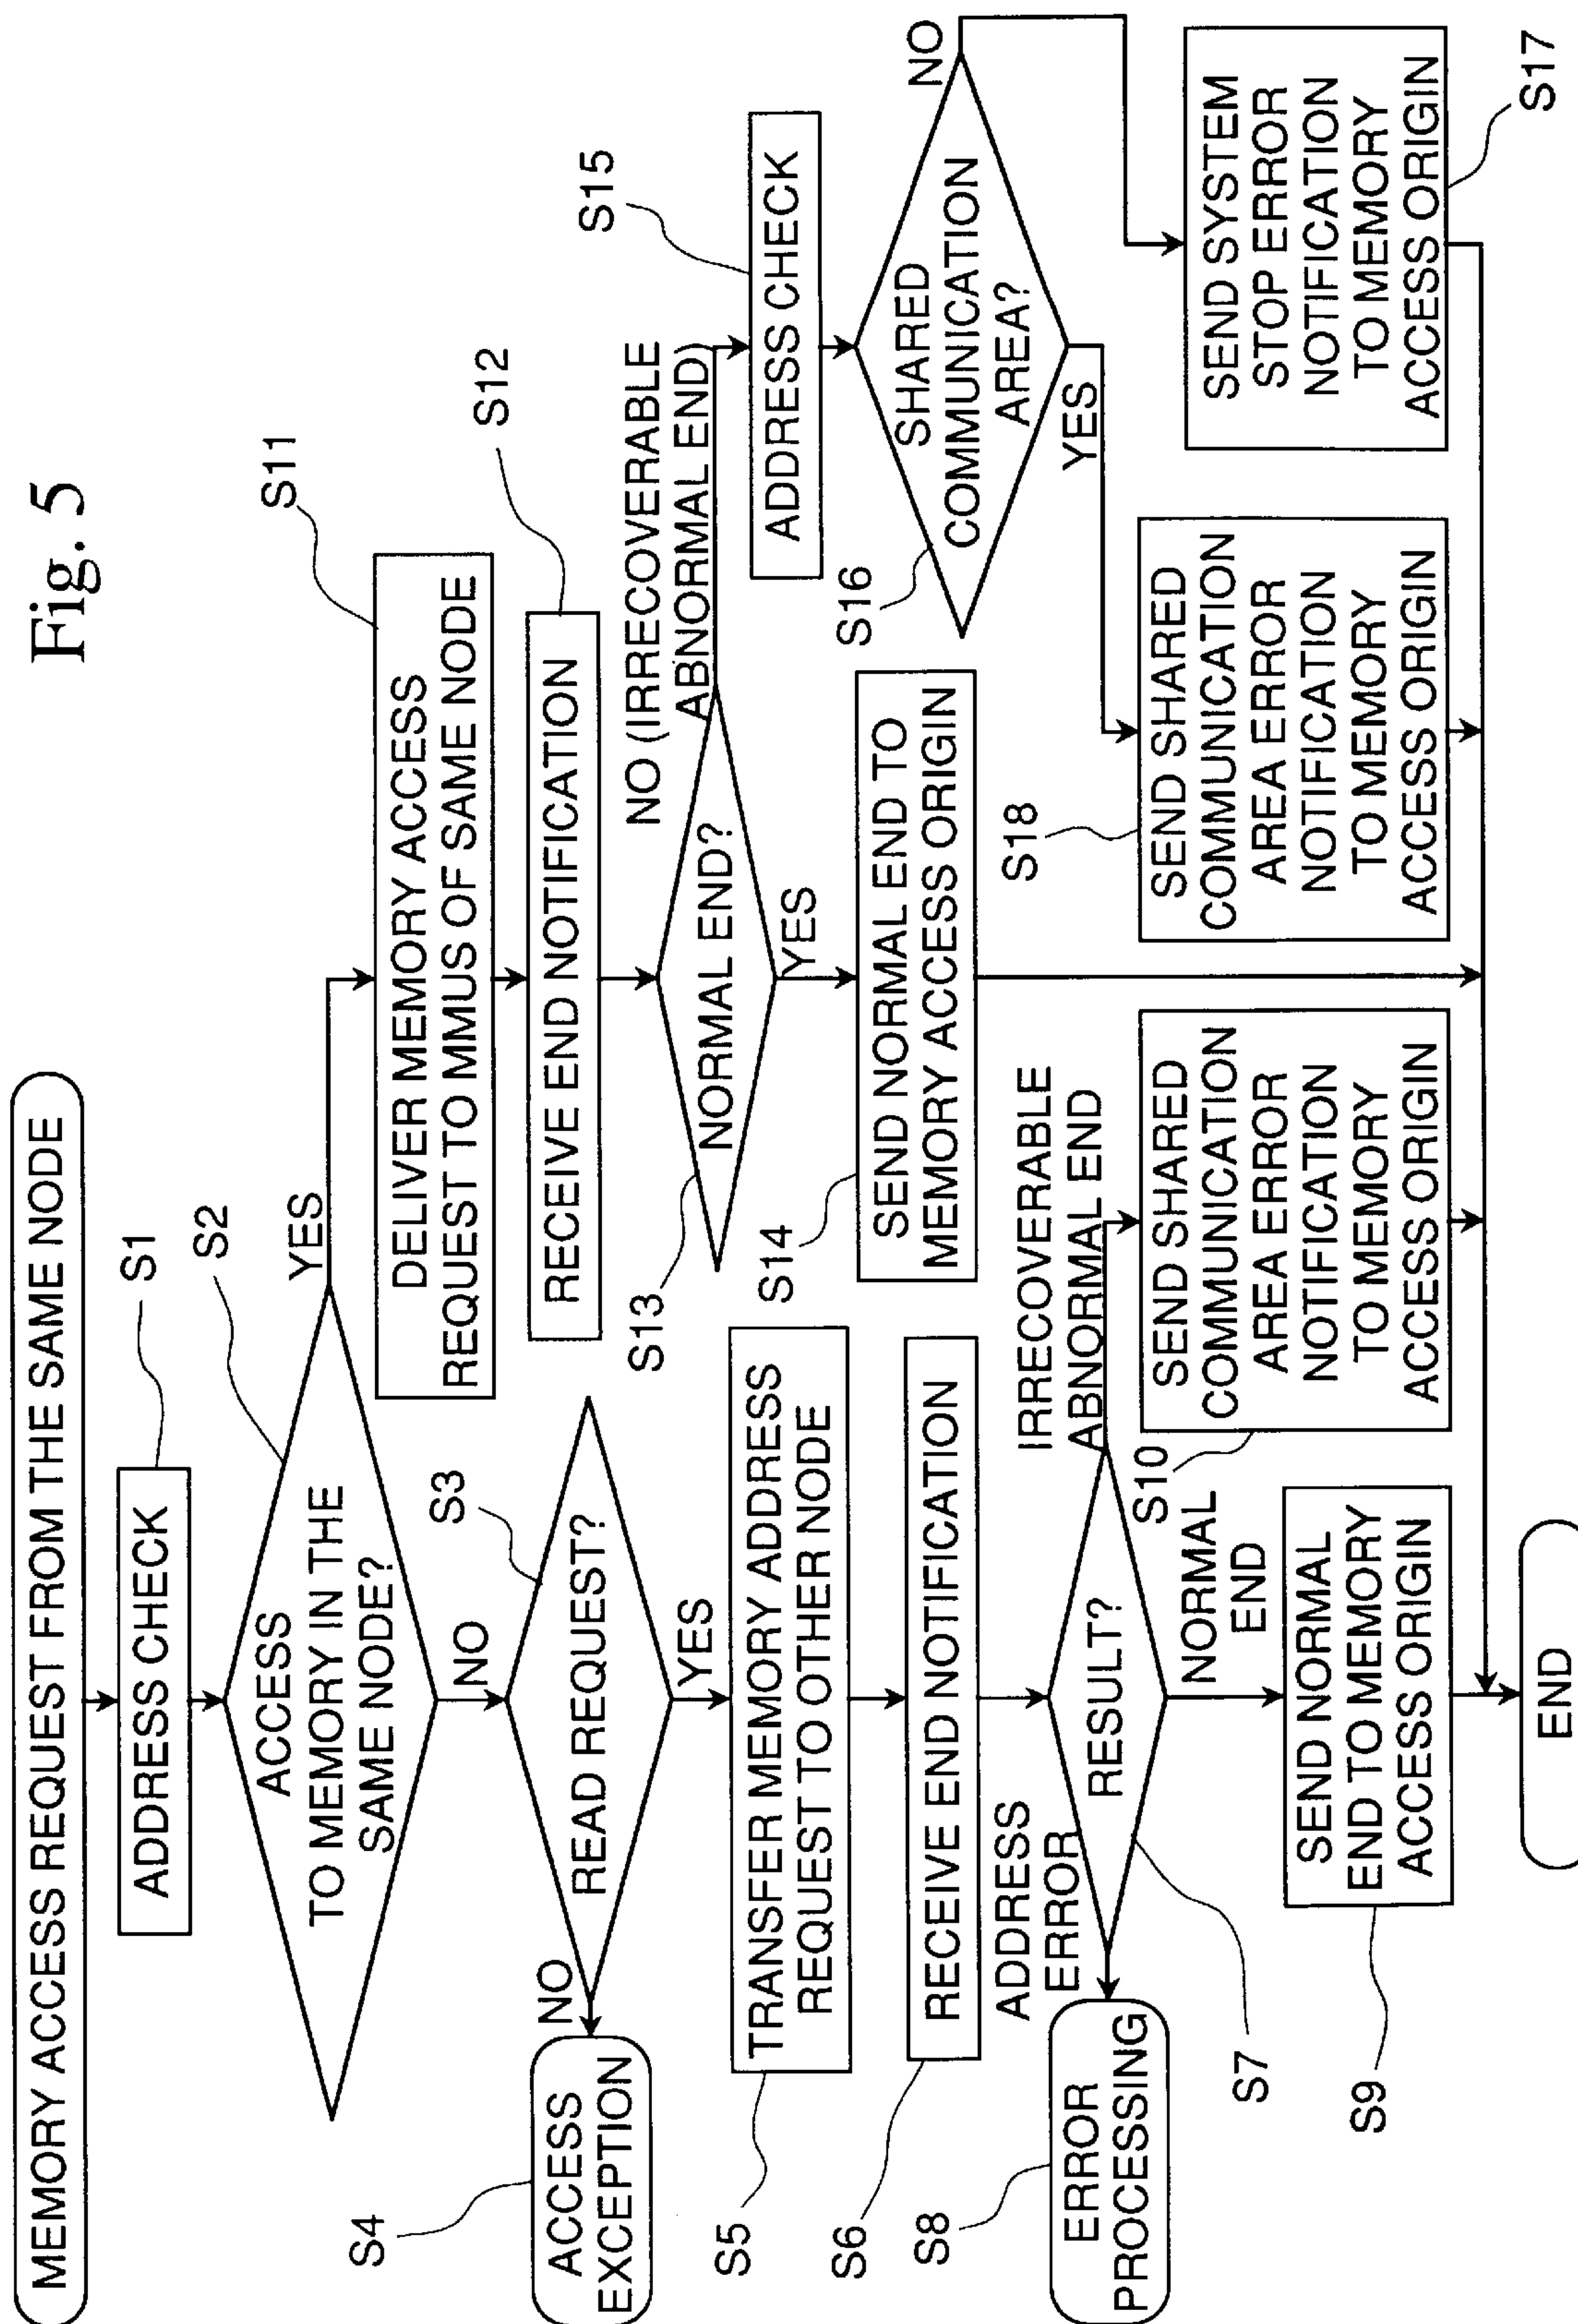 Fig. 5
MEMORY ACCESS REQUEST FROM THE SAME NODE
S1
ADDRESS CHECK
S2
ACCESS
TO MEMORY IN THE
SAME NODE?
YES
NO
S3
READ REQUEST?
NO
YES
S4
ACCESS
EXCEPTION
S5
TRANSFER MEMORY ADDRESS
REQUEST TO OTHER NODE
S6
RECEIVE END NOTIFICATION
ADDRESS
ERROR
RESULT?
S7
IRRECOVERABLE
ABNORMAL END
NORMAL
END
S8
ERROR
PROCESSING
S9
SEND NORMAL
END TO MEMORY
ACCESS ORIGIN
S10
SEND SHARED
COMMUNICATION
AREA ERROR
NOTIFICATION
TO MEMORY
ACCESS ORIGIN
S11
DELIVER MEMORY ACCESS
REQUEST TO MMUS OF SAME NODE
S12
RECEIVE END NOTIFICATION
S13
NORMAL END?
NO (IRRECOVERABLE
ABNORMAL END)
YES
S14
SEND NORMAL END TO
MEMORY ACCESS ORIGIN
S15
ADDRESS CHECK
S16
SHARED
COMMUNICATION
AREA?
NO
YES
S18
SEND SHARED
COMMUNICATION
AREA ERROR
NOTIFICATION
TO MEMORY
ACCESS ORIGIN
SEND SYSTEM
STOP ERROR
NOTIFICATION
TO MEMORY
ACCESS ORIGIN
S17
END